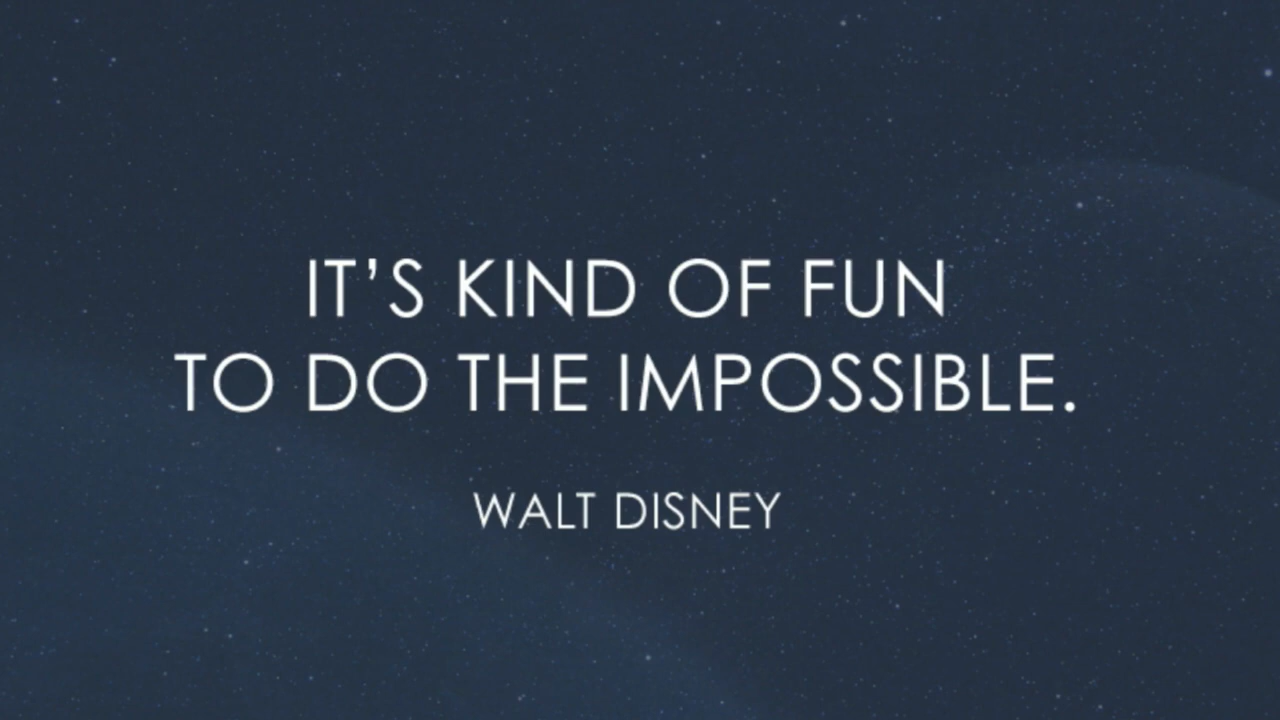 IT’S KIND OF FUN
TO DO THE IMPOSSIBLE.
WALT DISNEY